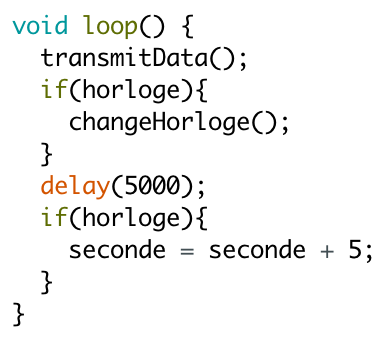 void loop() {
  transmitData();
  if(horloge){
    changeHorloge();
  }
  delay(5000);
  if(horloge){
    seconde = seconde + 5;
  }
}